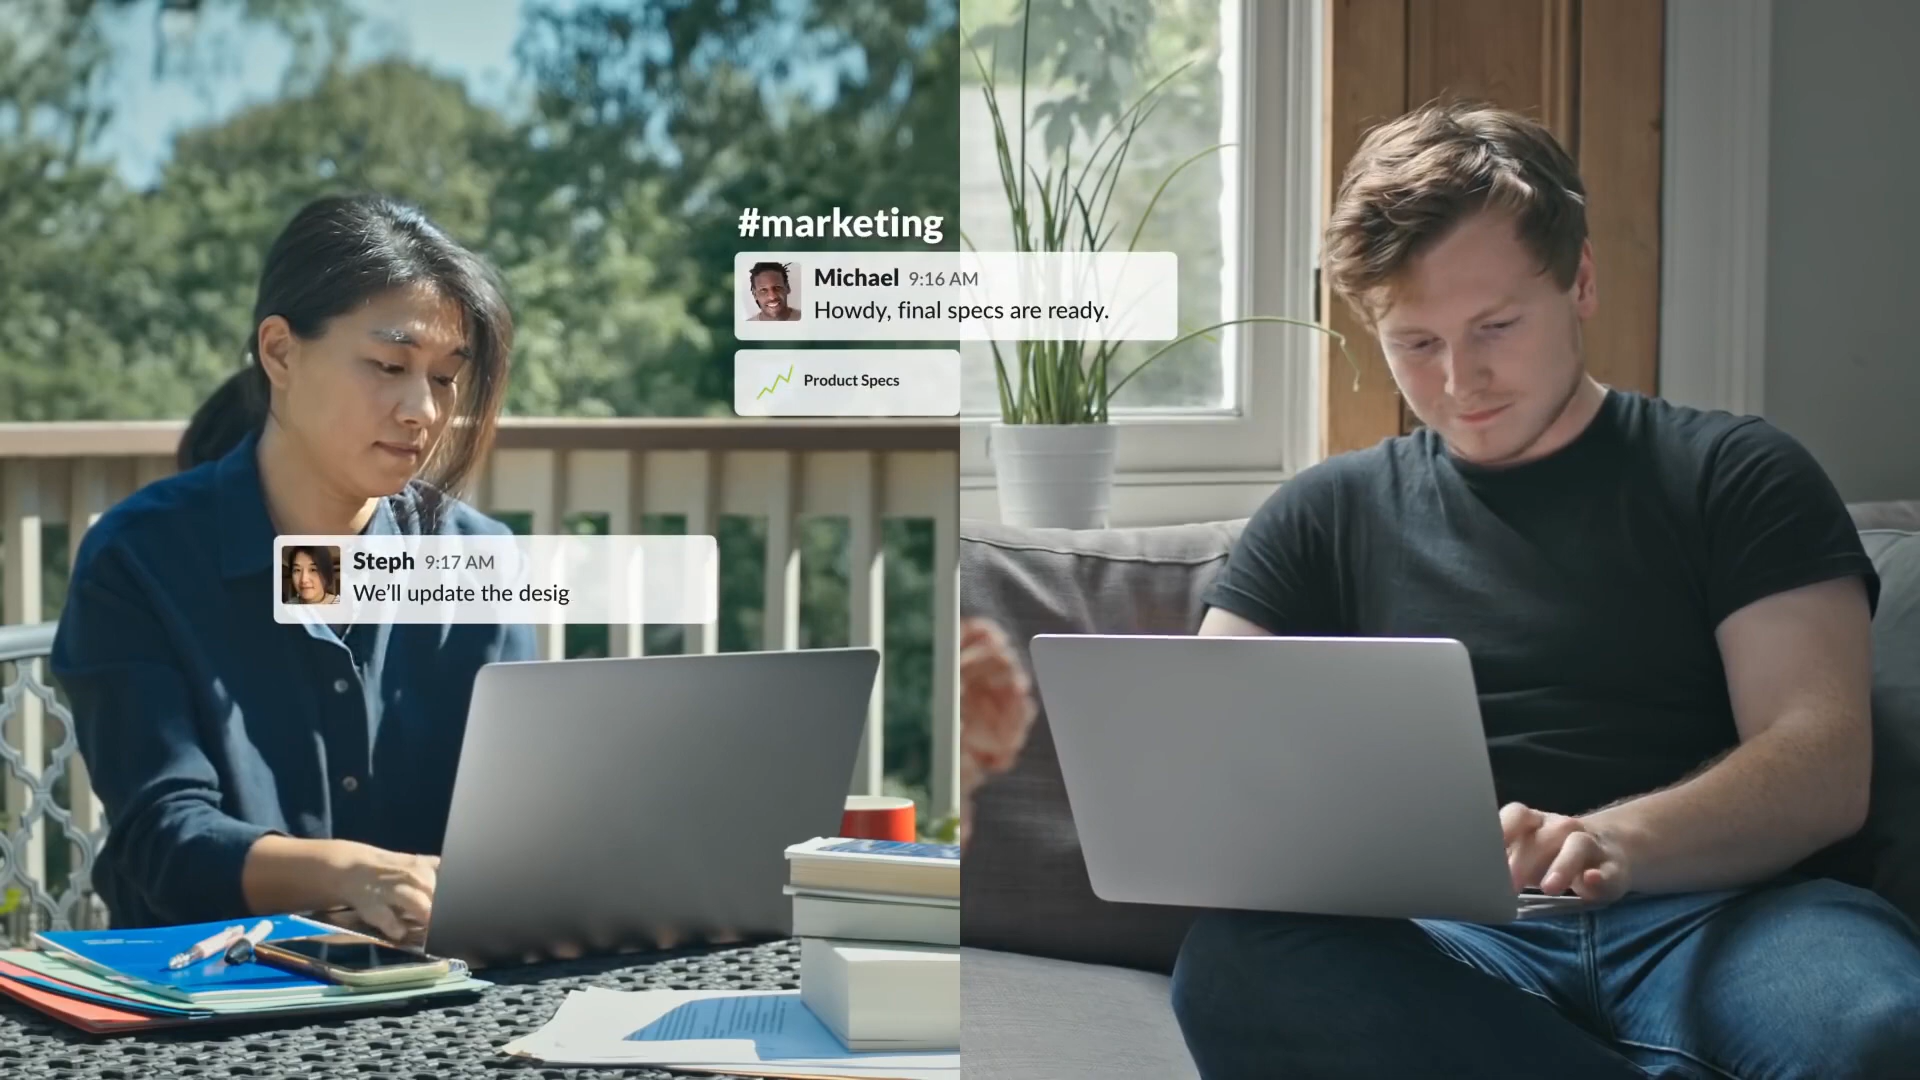 #marketing
Michael 9:16 AM
Howdy, final specs are ready.
Product Specs
Steph 9:17 AM
We'll update the desig